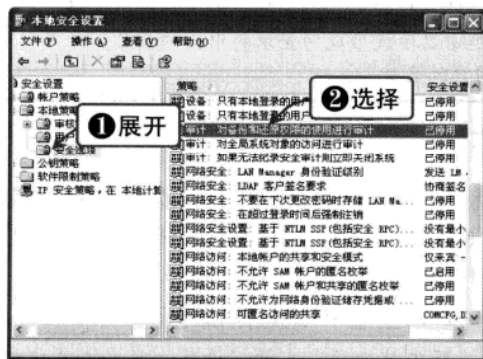 本地安全设置
文件(F) 操作(A) 查看(V) 帮助(H)
安全设置
帐户策略
本地策略
审核
用户
安全选项
公钥策略
软件限制策略
IP 安全策略，在 本地计算
❶展开
❷选择
策略 安全设置
设备: 只有本地登录的用户 已停用
设备: 只有本地登录的用户 已停用
审计: 对备份和还原权限的使用进行审计 已停用
审计: 对全局系统对象的访问进行审计 已停用
审计: 如果无法纪录安全审计则立即关闭系统 已停用
网络安全: LAN Manager 身份验证级别 发送 LM
网络安全: LDAP 客户签名要求 协商签名
网络安全: 不要在下次更改密码时存储 LAN Ma... 已停用
网络安全: 在超过登录时间后强制注销 已停用
网络安全设置: 基于 NTLM SSP(包括安全 RPC)... 没有最小
网络安全设置: 基于 NTLM SSP(包括安全 RPC)... 没有最小
网络访问: 本地帐户的共享和安全模式 仅来宾 -
网络访问: 不允许 SAM 帐户的匿名枚举 已启用
网络访问: 不允许 SAM 帐户和共享的匿名枚举 已停用
网络访问: 不允许为网络身份验证储存凭据或 ... 已停用
网络访问: 可匿名访问的共享 COMCFG,D